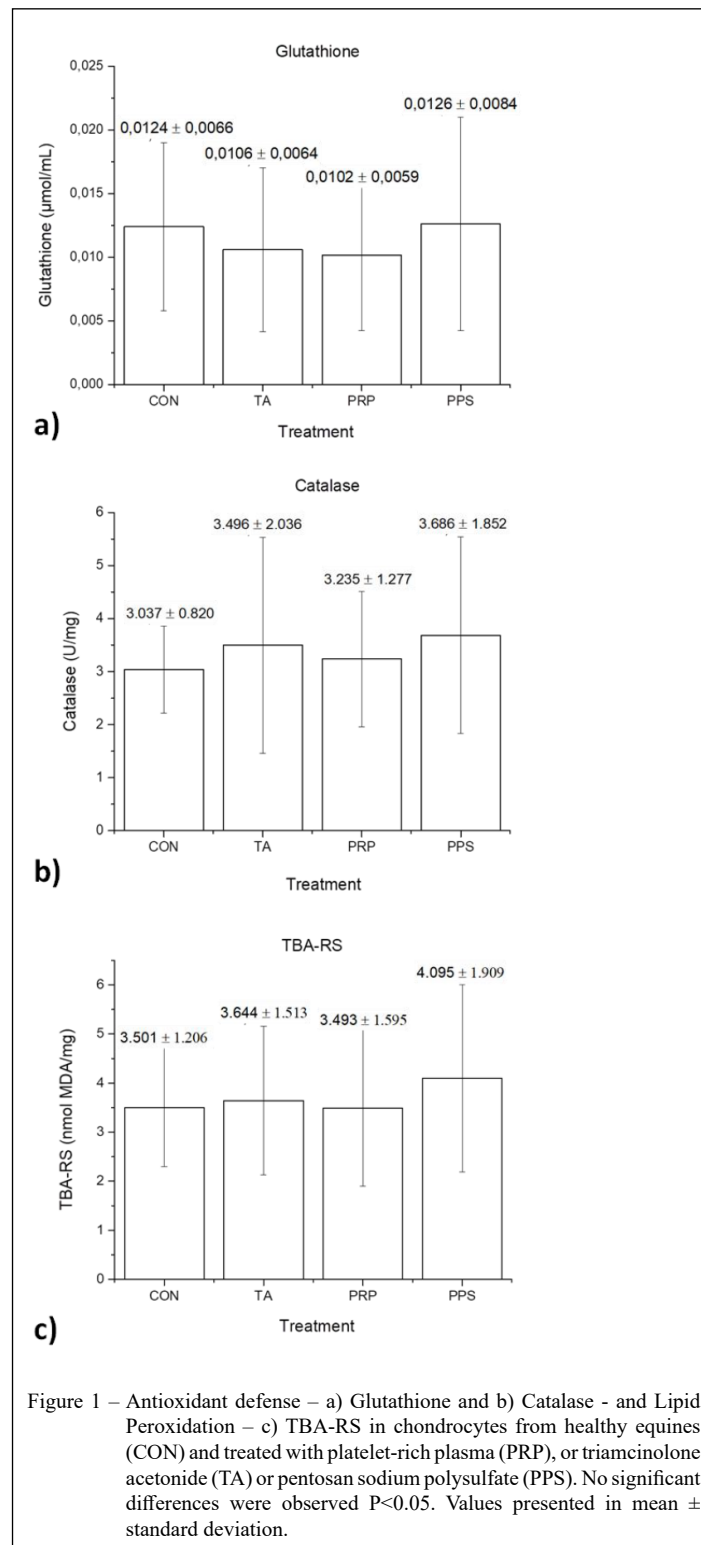 Glutathione
0,025
0,020
0,015
0,010
0,005
0,000
Glutathione (µmol/mL)
0,0124 ± 0,0066
0,0106 ± 0,0064
0,0102 ± 0,0059
0,0126 ± 0,0084
CON TA PRP PPS
Treatment
a)
Catalase
6
5
4
3
2
1
0
Catalase (U/mg)
3.037 ± 0.820
3.496 ± 2.036
3.235 ± 1.277
3.686 ± 1.852
CON TA PRP PPS
Treatment
b)
TBA-RS
6
5
4
3
2
1
0
TBA-RS (nmol MDA/mg)
3.501 ± 1.206
3.644 ± 1.513
3.493 ± 1.595
4.095 ± 1.909
CON TA PRP PPS
Treatment
c)
Figure 1 – Antioxidant defense – a) Glutathione and b) Catalase - and Lipid
Peroxidation – c) TBA-RS in chondrocytes from healthy equines
(CON) and treated with platelet-rich plasma (PRP), or triamcinolone
acetonide (TA) or pentosan sodium polysulfate (PPS). No significant
differences were observed P<0.05. Values presented in mean ±
standard deviation.